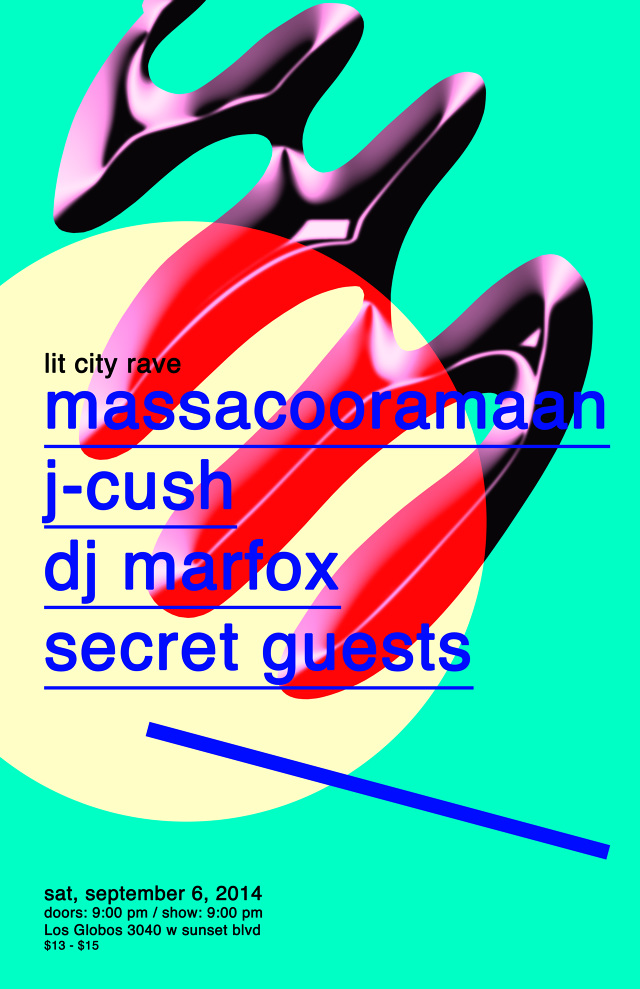 lit city rave
massacooramaan
j-cush
dj marfox
secret guests
sat, september 6, 2014
doors: 9:00 pm / show: 9:00 pm
Los Globos 3040 w sunset blvd
$13 - $15